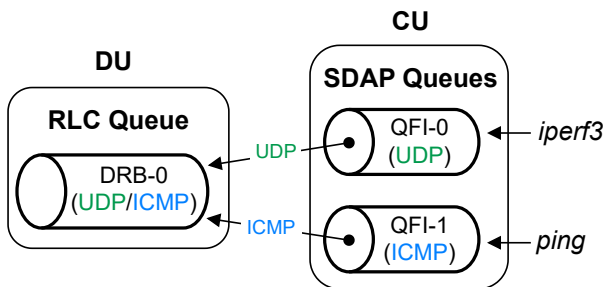 CU
DU
SDAP Queues
RLC Queue
QFI-0
(UDP)
iperf3
UDP
DRB-0
(UDP/ICMP)
ICMP
QFI-1
(ICMP)
ping